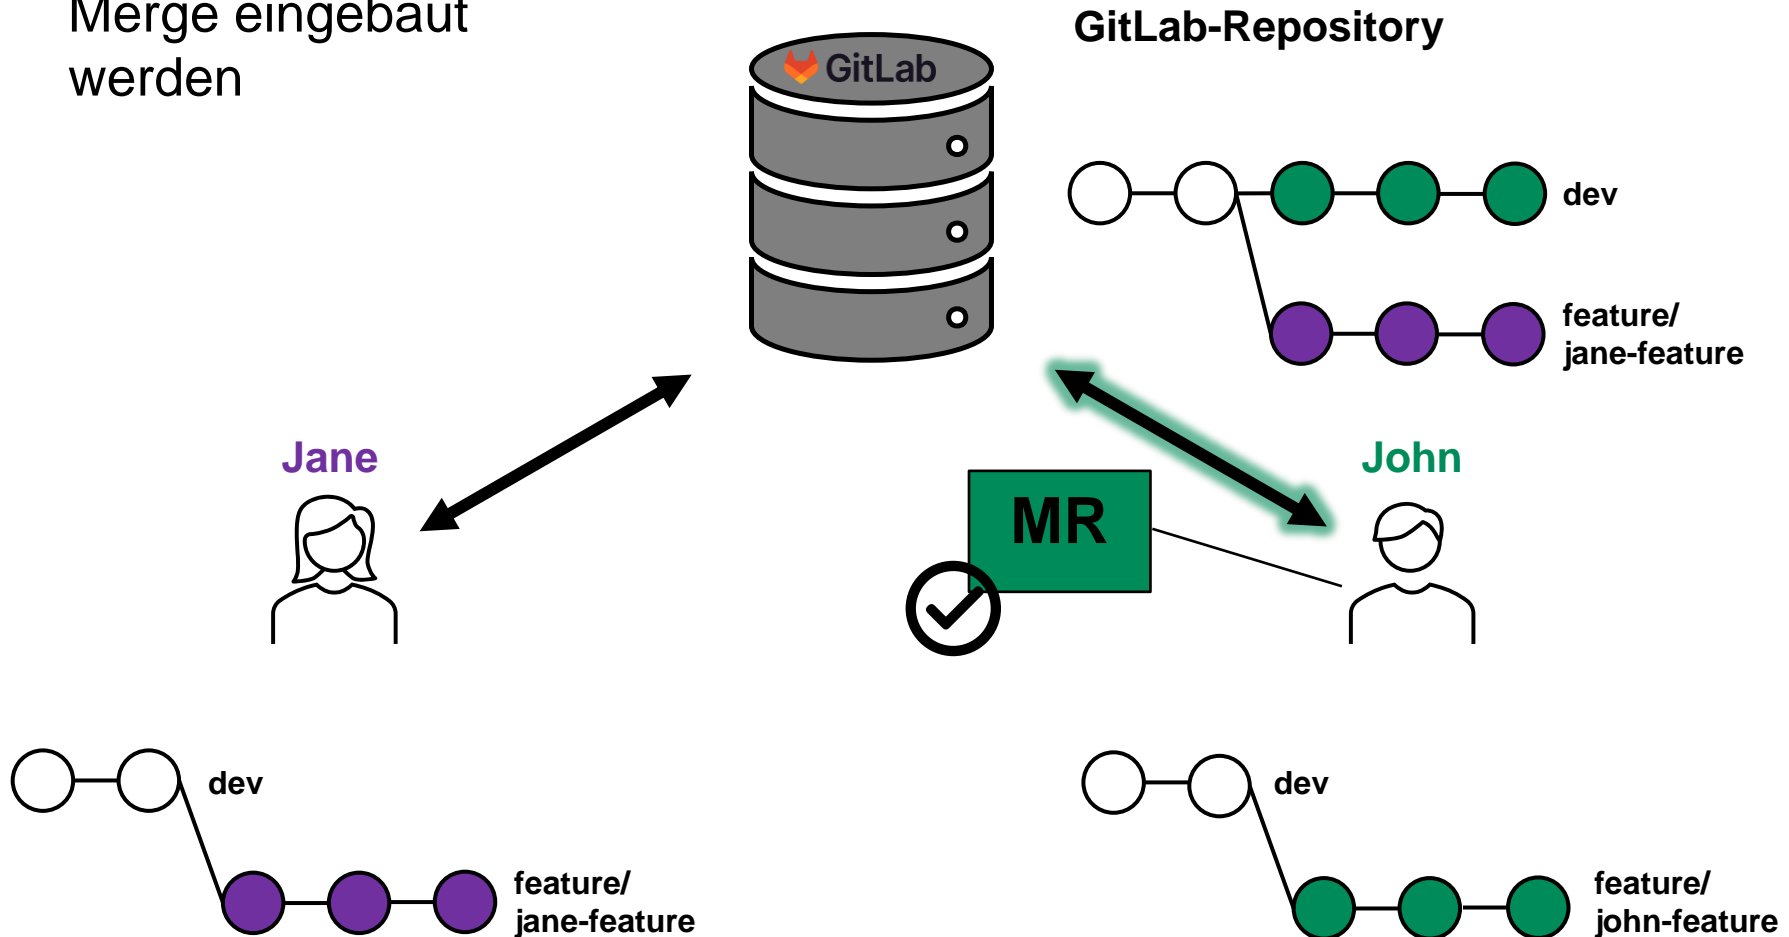 Merge eingebaut
werden
GitLab-Repository
GitLab
dev
feature/
jane-feature
Jane
John
MR
dev
feature/
jane-feature
dev
feature/
john-feature